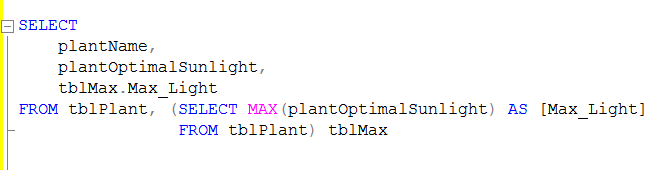 SELECT
plantName,
plantOptimalSunlight,
tblMax.Max_Light
FROM tblPlant, (SELECT MAX(plantOptimalSunlight) AS [Max_Light]
FROM tblPlant) tblMax